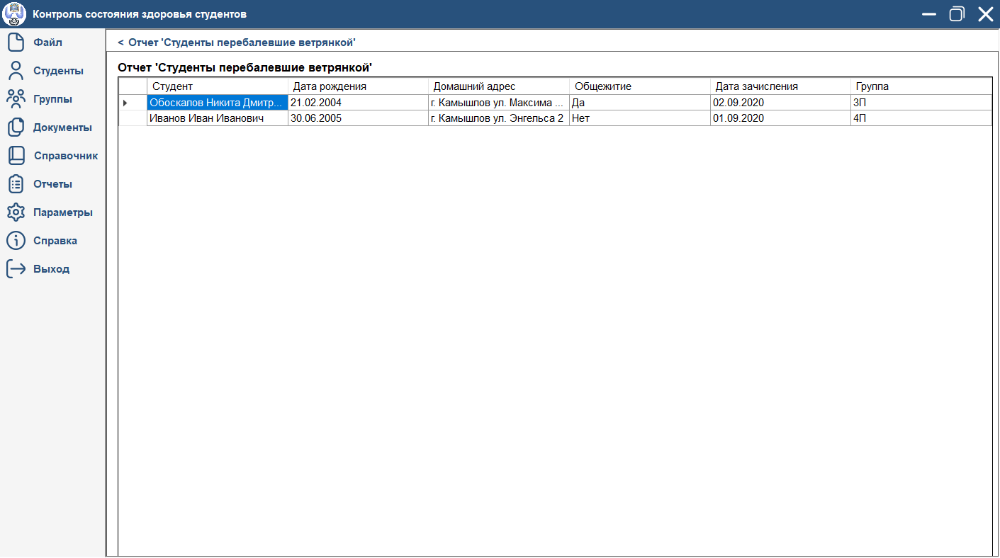 Контроль состояния здоровья студентов
Файл
Студенты
Группы
Документы
Справочник
Отчеты
Параметры
Справка
Выход
< Отчет 'Студенты перебалевшие ветрянкой'
Отчет 'Студенты перебалевшие ветрянкой'
Студент Дата рождения Домашний адрес Общежитие Дата зачисления Группа
Обоскалов Никита Дмитр... 21.02.2004 г. Камышлов ул. Максима ... Да 02.09.2020 3П
Иванов Иван Иванович 30.06.2005 г. Камышлов ул. Энгельса 2 Нет 01.09.2020 4П